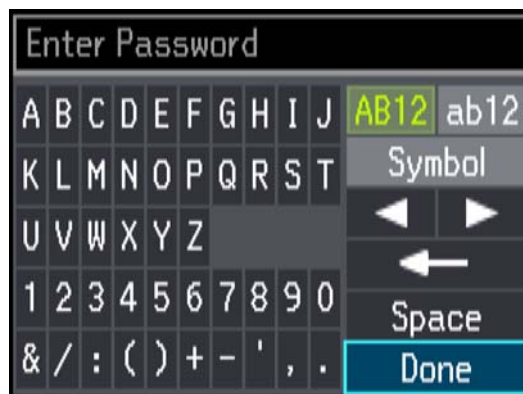 Enter Password
A B C D E F G H I J AB12 ab12
K L M N O P Q R S T Symbol
U V W X Y Z
1 2 3 4 5 6 7 8 9 0 Space
& / : ( ) + - ' , . Done